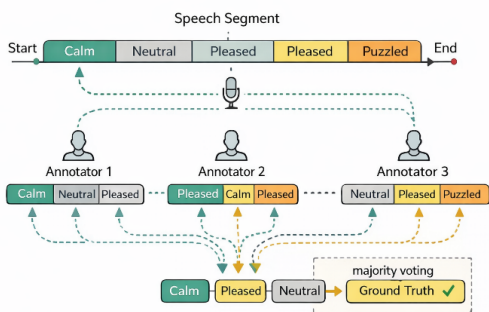 Speech Segment
Start Calm Neutral Pleased Pleased Puzzled End
Annotator 1 Annotator 2 Annotator 3
Calm Neutral Pleased Pleased Calm Pleased Neutral Pleased Puzzled
majority voting
Calm Pleased Neutral Ground Truth